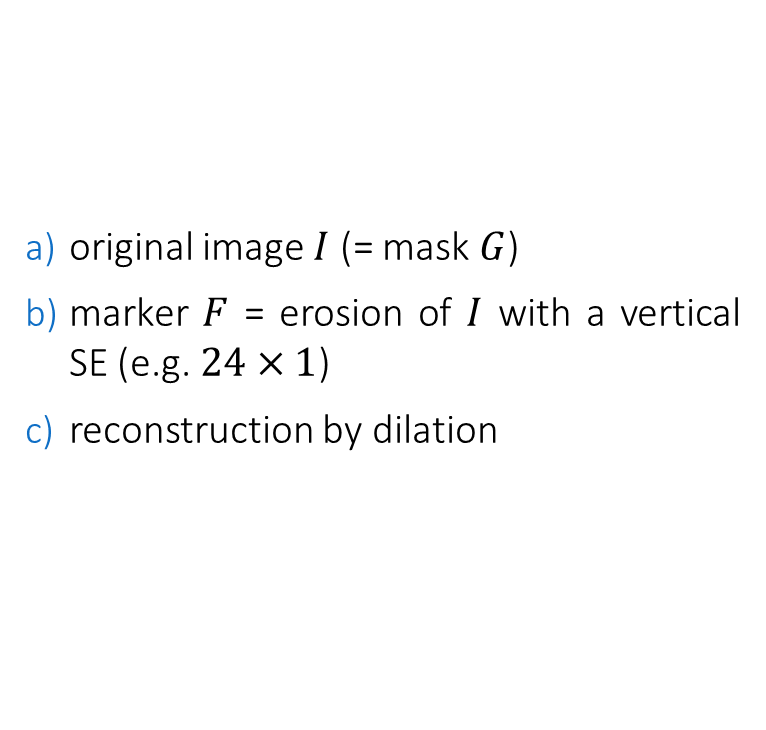 a) original image I (= mask G)
b) marker F = erosion of I with a vertical
SE (e.g. 24 × 1)
c) reconstruction by dilation